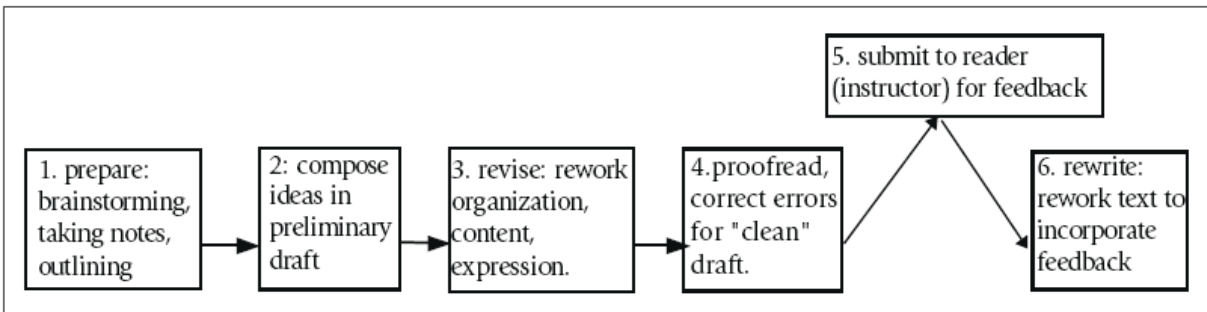 1. prepare:
brainstorming,
taking notes,
outlining
2: compose
ideas in
preliminary
draft
3. revise: rework
organization,
content,
expression.
4.proofread,
correct errors
for "clean"
draft.
5. submit to reader
(instructor) for feedback
6. rewrite:
rework text to
incorporate
feedback